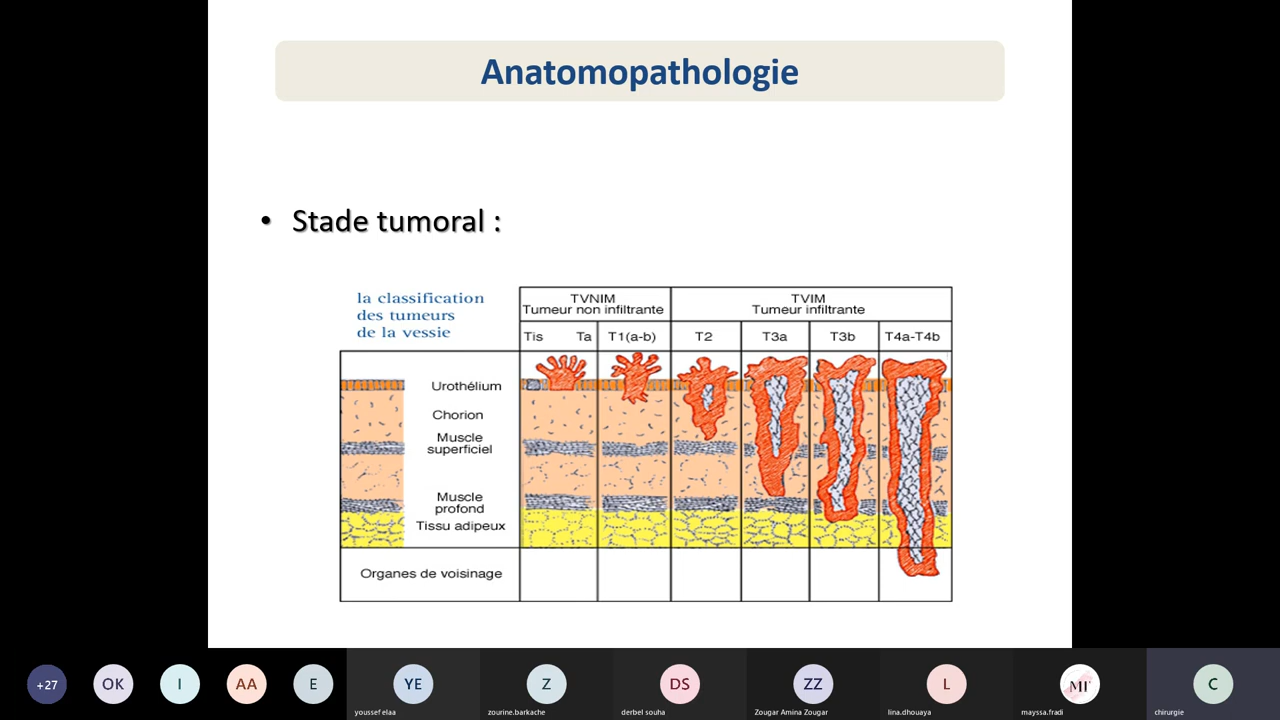 Anatomopathologie
• Stade tumoral :
la classification
des tumeurs
de la vessie
TVNIM
Tumeur non infiltrante
TVIM
Tumeur infiltrante
Tis Ta T1(a-b) T2 T3a T3b T4a-T4b
Urothélium
Chorion
Muscle
superficiel
Muscle
profond
Tissu adipeux
Organes de voisinage
+27 OK I AA E YE Z DS ZZ L MF C
youssef elaa zourine.barkache derbel souha Zougar Amina Zougar lina.dhouaya mayssa.fradi chirurgie